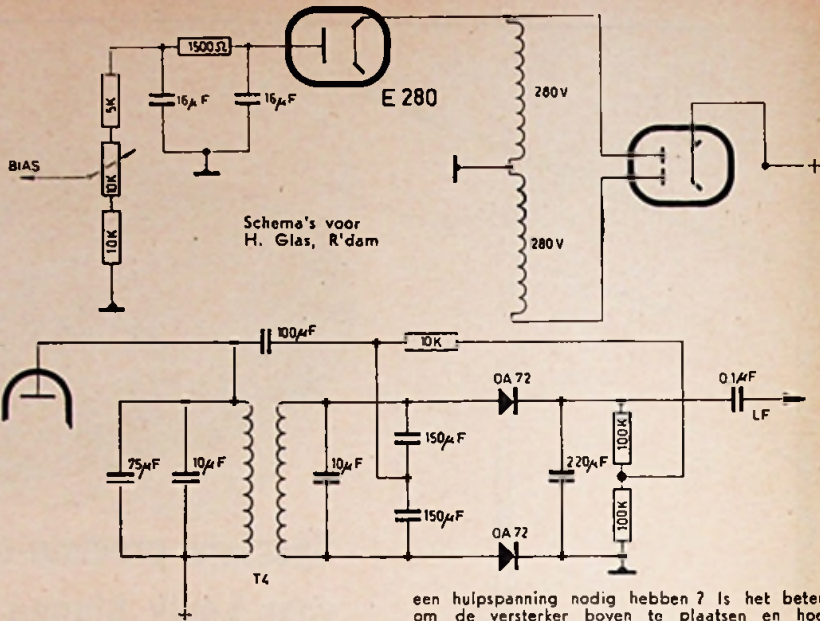 1500Ω
E 280
5K
16µF
16µF
280V
BIAS
10K
+
10K
Schema's voor
H. Glas, R'dam
280V
100µF
10K
OA 72
0.1µF
LF
100K
150µF
75µF
10µF
10µF
220µF
150µF
100K
OA 72
T4
+
een hulpspanning nodig hebben? Is het beter
om de versterker boven te plaatsen en hoe